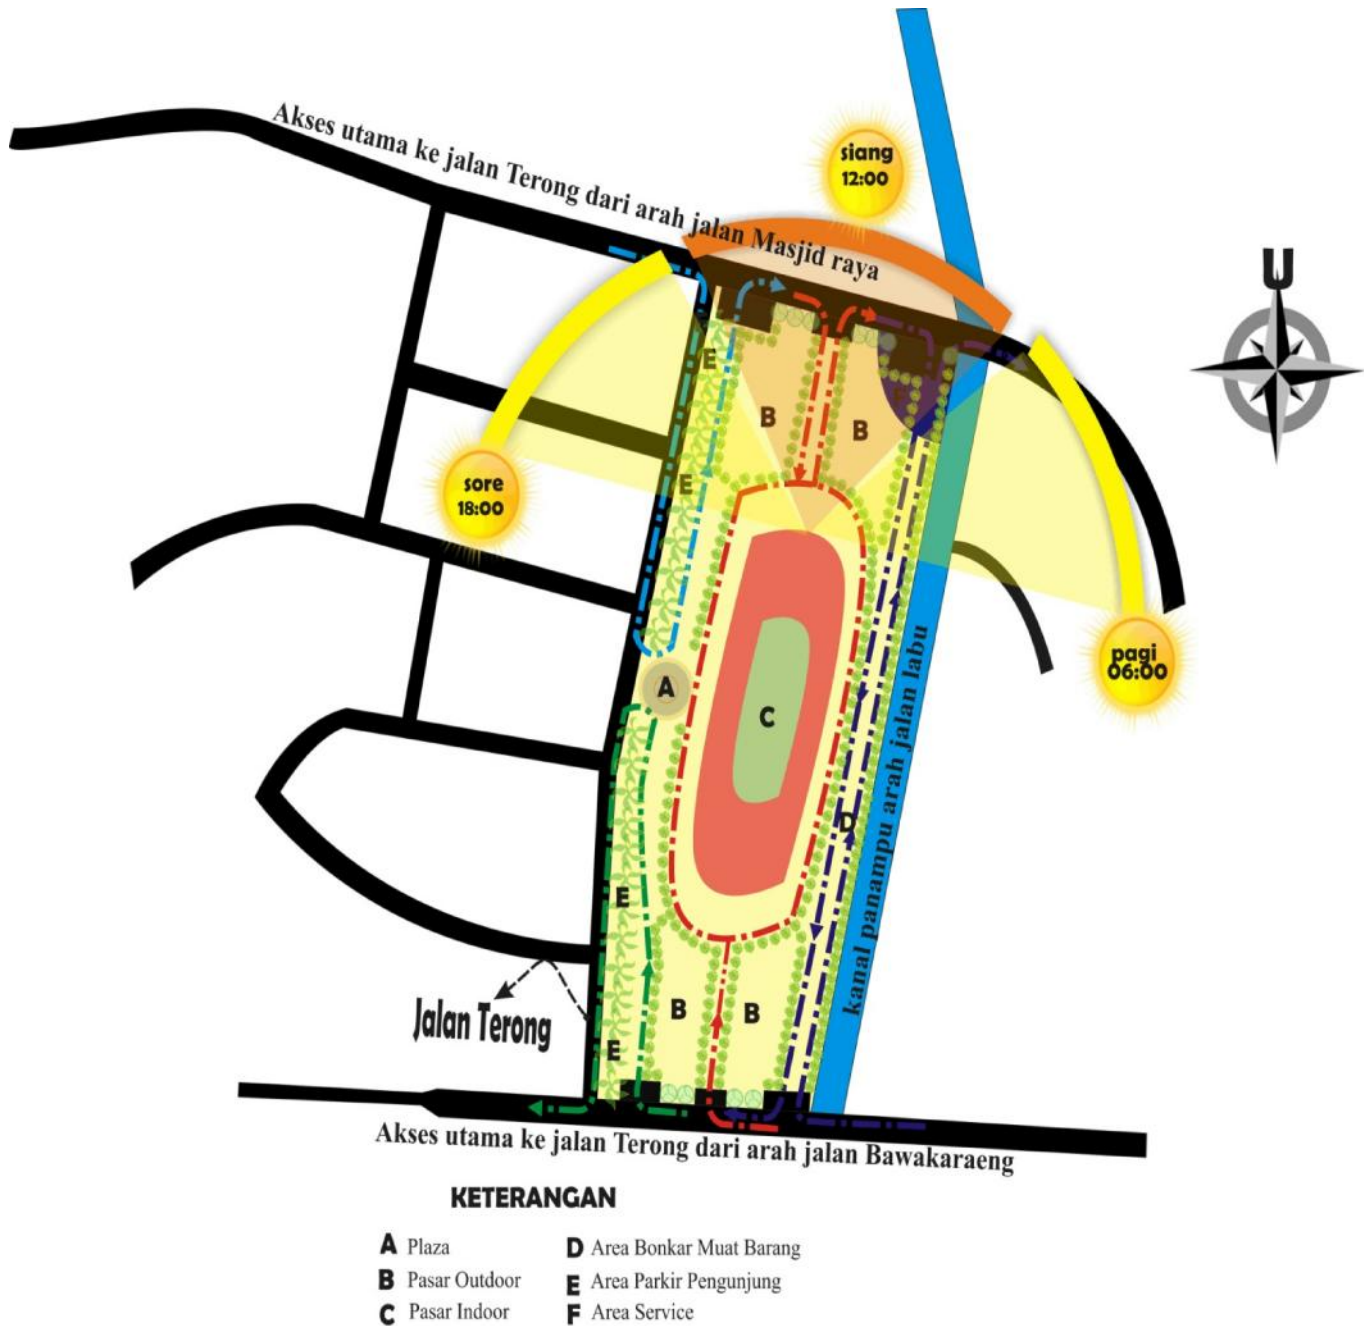 Akses utama ke jalan Terong dari arah jalan Masjid raya
siang
12:00
U
E
B
B
F
sore
18:00
E
pagi
06:00
A
C
kanal panampu arah jalan labu
D
E
Jalan Terong
B
B
E
Akses utama ke jalan Terong dari arah jalan Bawakaraeng
KETERANGAN
A Plaza
B Pasar Outdoor
C Pasar Indoor
D Area Bonkar Muat Barang
E Area Parkir Pengunjung
F Area Service